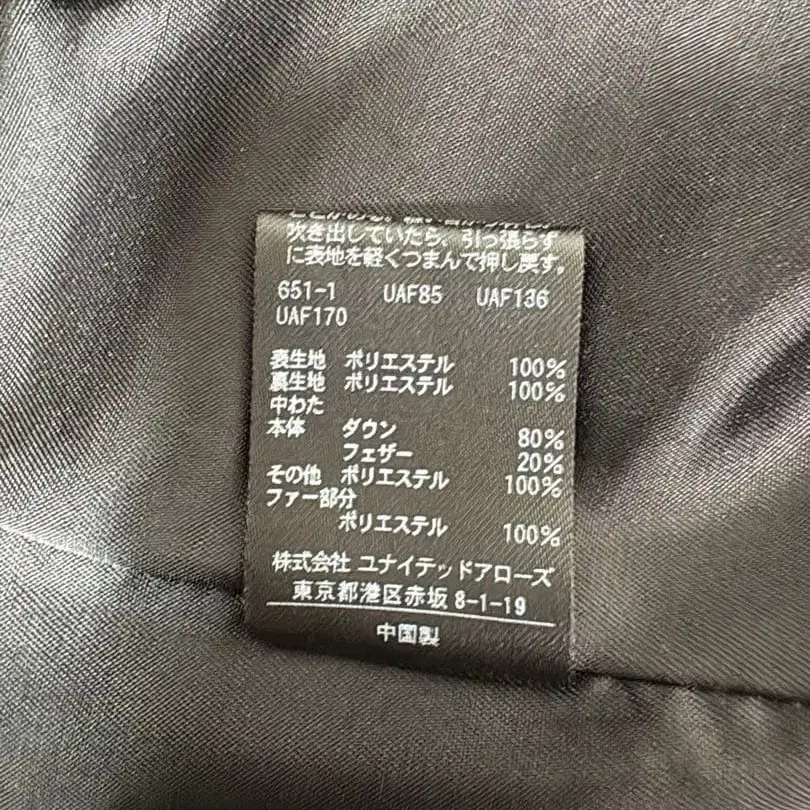 吹き出していたら、引っ張らず
に表地を軽くつまんで押し戻す。
651-1 UAF85 UAF136
UAF170
表生地 ポリエステル 100%
裏生地 ポリエステル 100%
中わた
本体 ダウン 80%
フェザー 20%
その他 ポリエステル 100%
ファー部分
ポリエステル 100%
株式会社 ユナイテッドアローズ
東京都港区赤坂 8-1-19
中国製